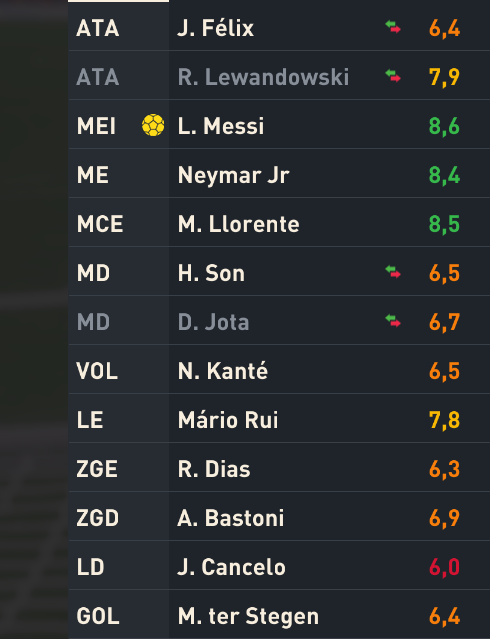 ATA J. Félix 6,4
ATA R. Lewandowski 7,9
MEI L. Messi 8,6
ME Neymar Jr 8,4
MCE M. Llorente 8,5
MD H. Son 6,5
MD D. Jota 6,7
VOL N. Kanté 6,5
LE Mário Rui 7,8
ZGE R. Dias 6,3
ZGD A. Bastoni 6,9
LD J. Cancelo 6,0
GOL M. ter Stegen 6,4